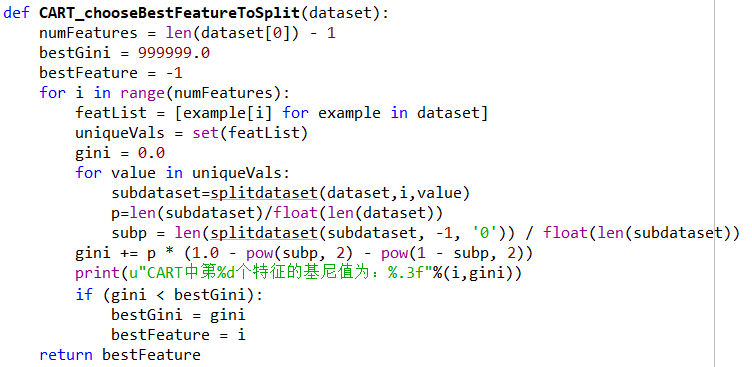 def CART_chooseBestFeatureToSplit(dataset):
    numFeatures = len(dataset[0]) - 1
    bestGini = 999999.0
    bestFeature = -1
    for i in range(numFeatures):
        featList = [example[i] for example in dataset]
        uniqueVals = set(featList)
        gini = 0.0
        for value in uniqueVals:
            subdataset=splitdataset(dataset,i,value)
            p=len(subdataset)/float(len(dataset))
            subp = len(splitdataset(subdataset, -1, '0')) / float(len(subdataset))
        gini += p * (1.0 - pow(subp, 2) - pow(1 - subp, 2))
        print(u"CART中第%d个特征的基尼值为：%.3f"%(i,gini))
        if (gini < bestGini):
            bestGini = gini
            bestFeature = i
    return bestFeature